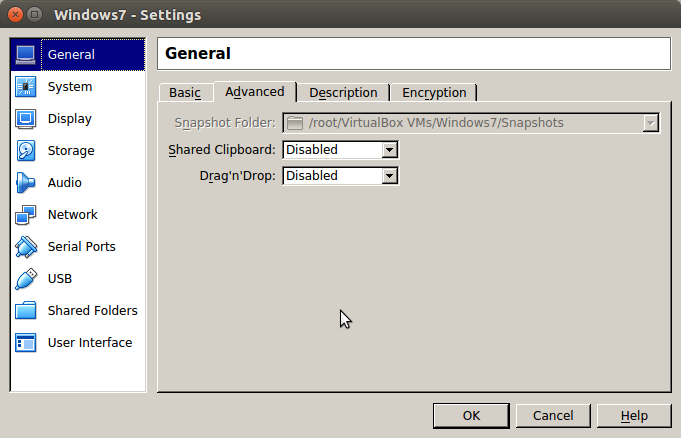 Windows7 - Settings
General
System
Display
Storage
Audio
Network
Serial Ports
USB
Shared Folders
User Interface
General
Basic Advanced Description Encryption
Snapshot Folder: /root/VirtualBox VMs/Windows7/Snapshots
Shared Clipboard: Disabled
Drag'n'Drop: Disabled
OK Cancel Help